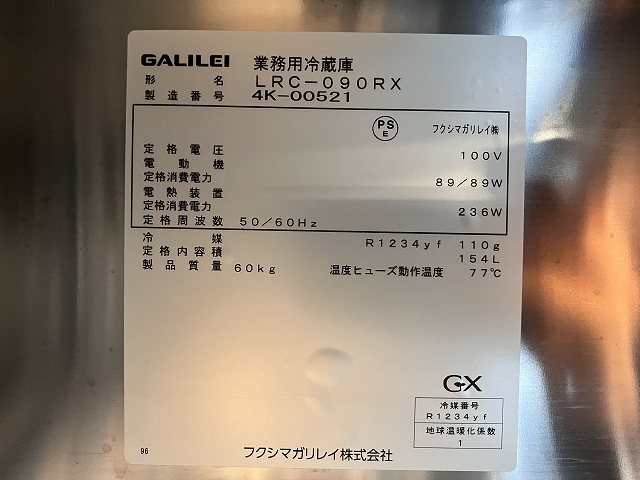 GALILEI 業務用冷蔵庫
形名 LRC-090RX
製造番号 4K-00521
PS E フクシマガリレイ㈱
定格電圧 100V
電動機
定格消費電力 89/89W
電熱装置
定格消費電力 236W
定格周波数 50/60Hz
冷媒 R1234yf 110g
定格内容積 154L
製品質量 60kg 温度ヒューズ動作温度 77℃
GX
冷媒番号
R1234yf
地球温暖化係数
1
96 フクシマガリレイ株式会社